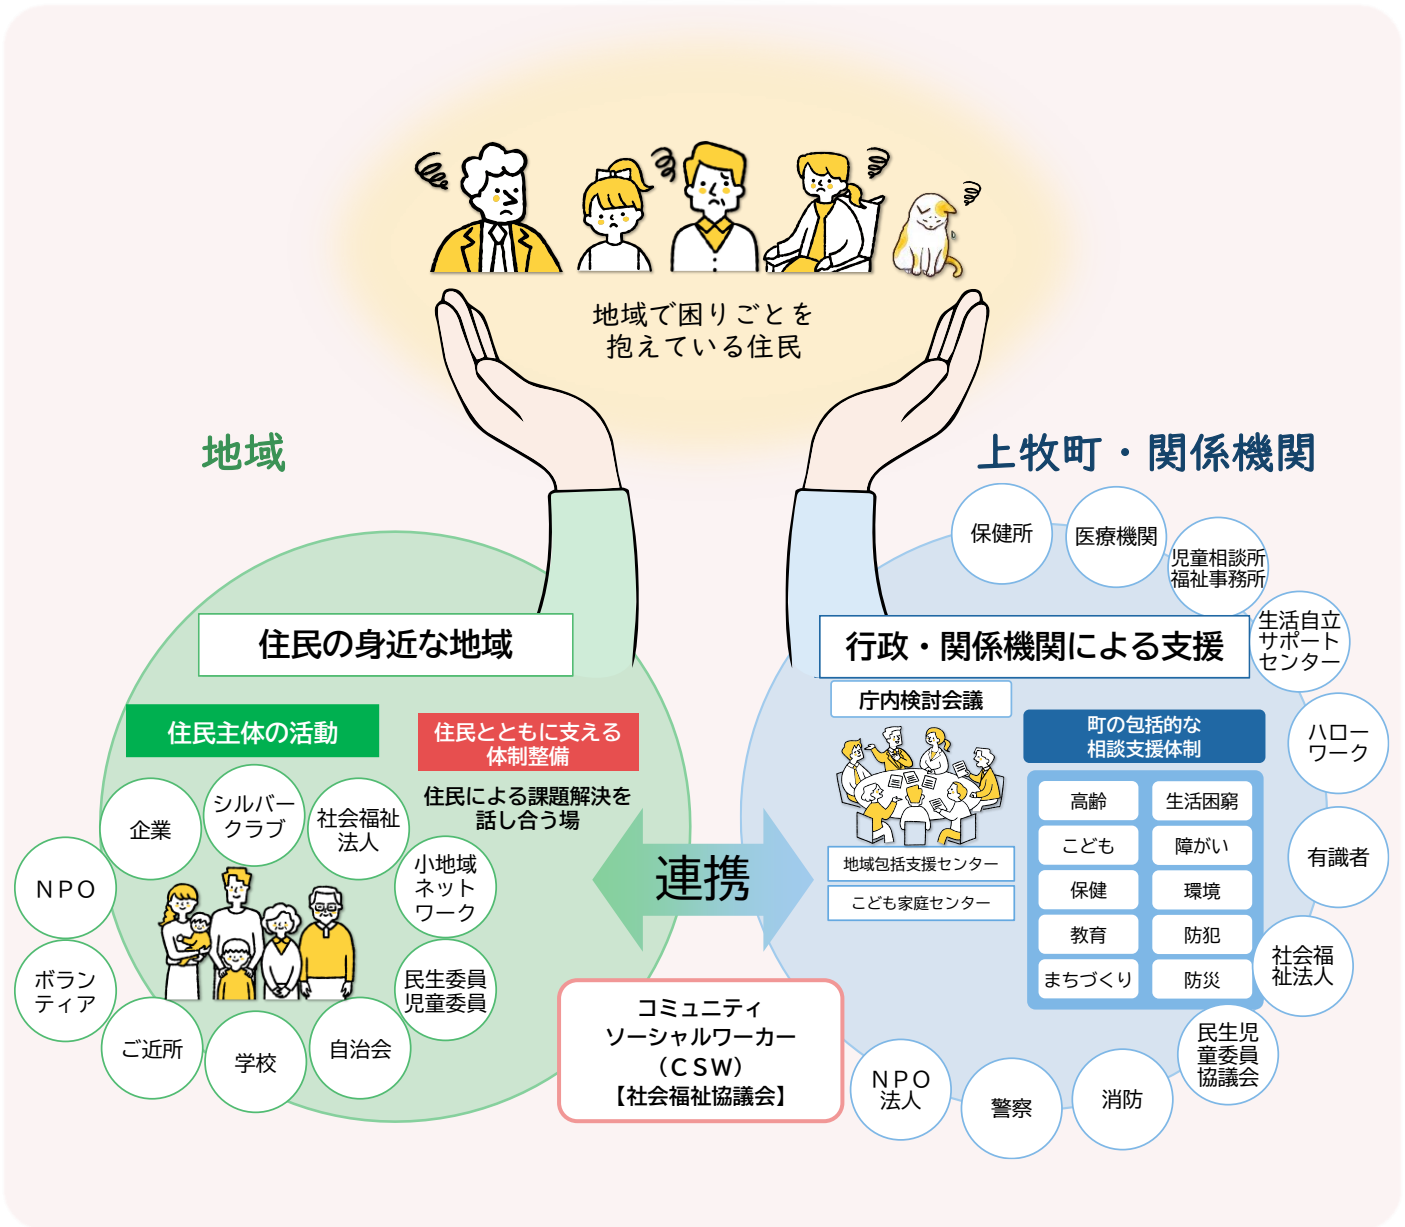 地域で困りごとを
抱えている住民
地域
上牧町・関係機関
住民の身近な地域
住民主体の活動
住民とともに支える
体制整備
住民による課題解決を
話し合う場
企業
シルバー
クラブ
社会福祉
法人
小地域
ネット
ワーク
民生委員
児童委員
自治会
学校
ご近所
ボラン
ティア
ＮＰＯ
連携
コミュニティ
ソーシャルワーカー
（ＣＳＷ）
【社会福祉協議会】
行政・関係機関による支援
庁内検討会議
地域包括支援センター
こども家庭センター
町の包括的な
相談支援体制
高齢
生活困窮
こども
障がい
保健
環境
教育
防犯
まちづくり
防災
保健所
医療機関
児童相談所
福祉事務所
生活自立
サポート
センター
ハロー
ワーク
有識者
社会福
祉法人
民生児
童委員
協議会
消防
警察
ＮＰＯ
法人